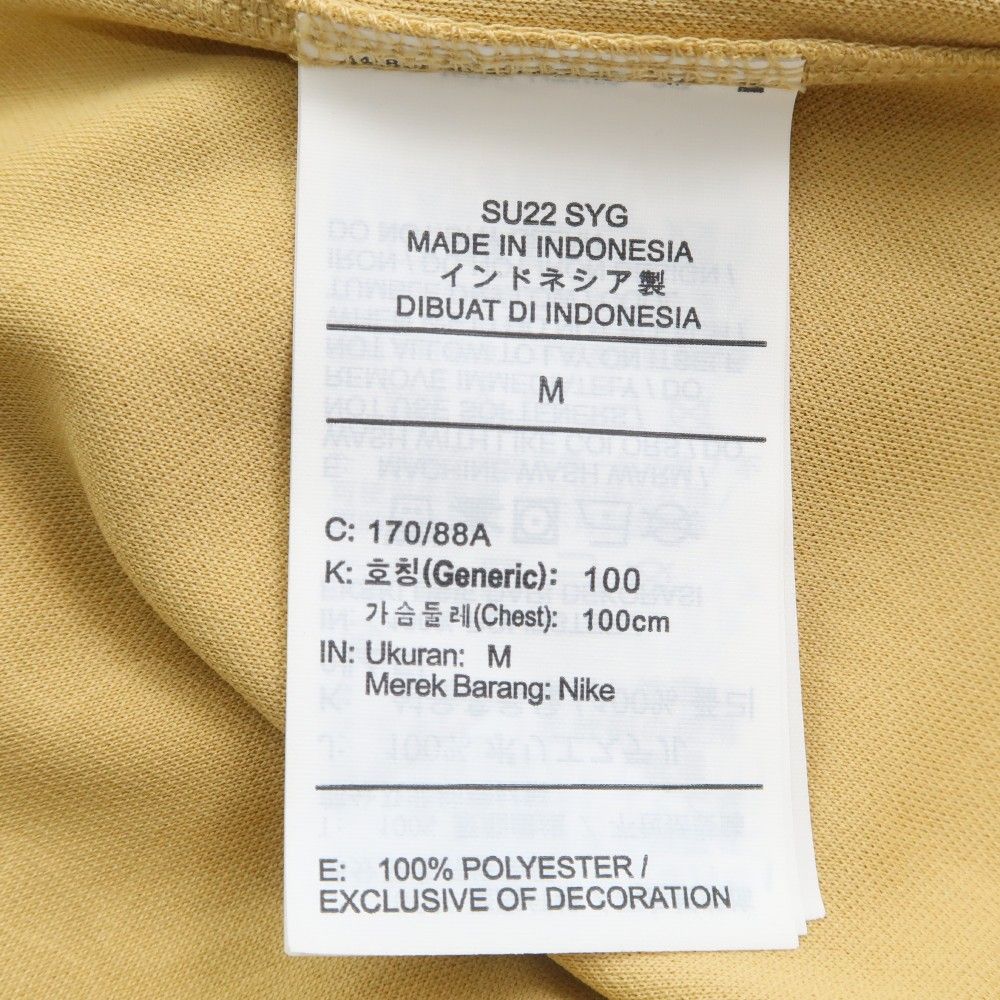 SU22 SYG
MADE IN INDONESIA
インドネシア製
DIBUAT DI INDONESIA
M
C: 170/88A
K: 호칭(Generic): 100
가슴둘레(Chest): 100cm
IN: Ukuran: M
Merek Barang: Nike
E: 100% POLYESTER /
EXCLUSIVE OF DECORATION